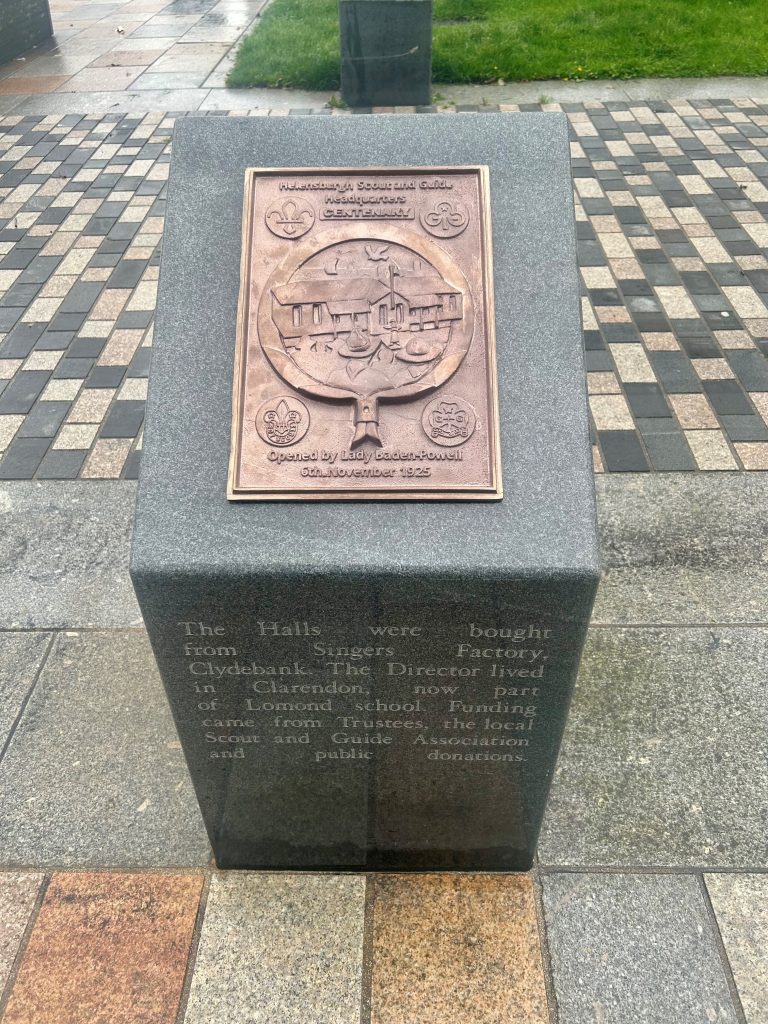 Helensburgh Scout and Guide
Headquarters
CENTENARY
Opened by Lady Baden-Powell
6th November 1925
The Halls were bought
from Singers Factory,
Clydebank. The Director lived
in Clarendon, now part
of Lomond school. Funding
came from Trustees, the local
Scout and Guide Association
and public donations.